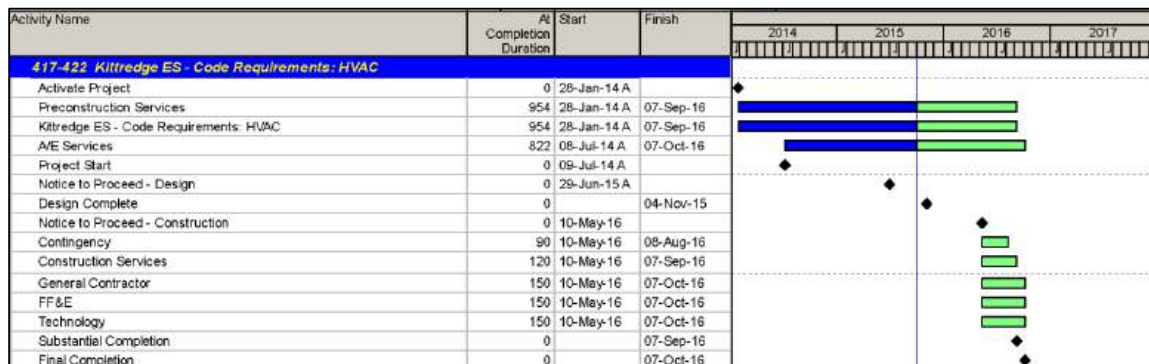 Activity Name At Completion Duration Start Finish
2014 2015 2016 2017
417-422 Kittredge ES - Code Requirements: HVAC
Activate Project 0 28-Jan-14 A
Preconstruction Services 954 28-Jan-14 A 07-Sep-16
Kittredge ES - Code Requirements: HVAC 954 28-Jan-14 A 07-Sep-16
A/E Services 822 08-Jul-14 A 07-Oct-16
Project Start 0 09-Jul-14 A
Notice to Proceed - Design 0 29-Jun-15 A
Design Complete 0 04-Nov-15
Notice to Proceed - Construction 0 10-May-16
Contingency 90 10-May-16 08-Aug-16
Construction Services 120 10-May-16 07-Sep-16
General Contractor 150 10-May-16 07-Oct-16
FF&E 150 10-May-16 07-Oct-16
Technology 150 10-May-16 07-Oct-16
Substantial Completion 0 07-Sep-16
Final Completion 0 07-Oct-16